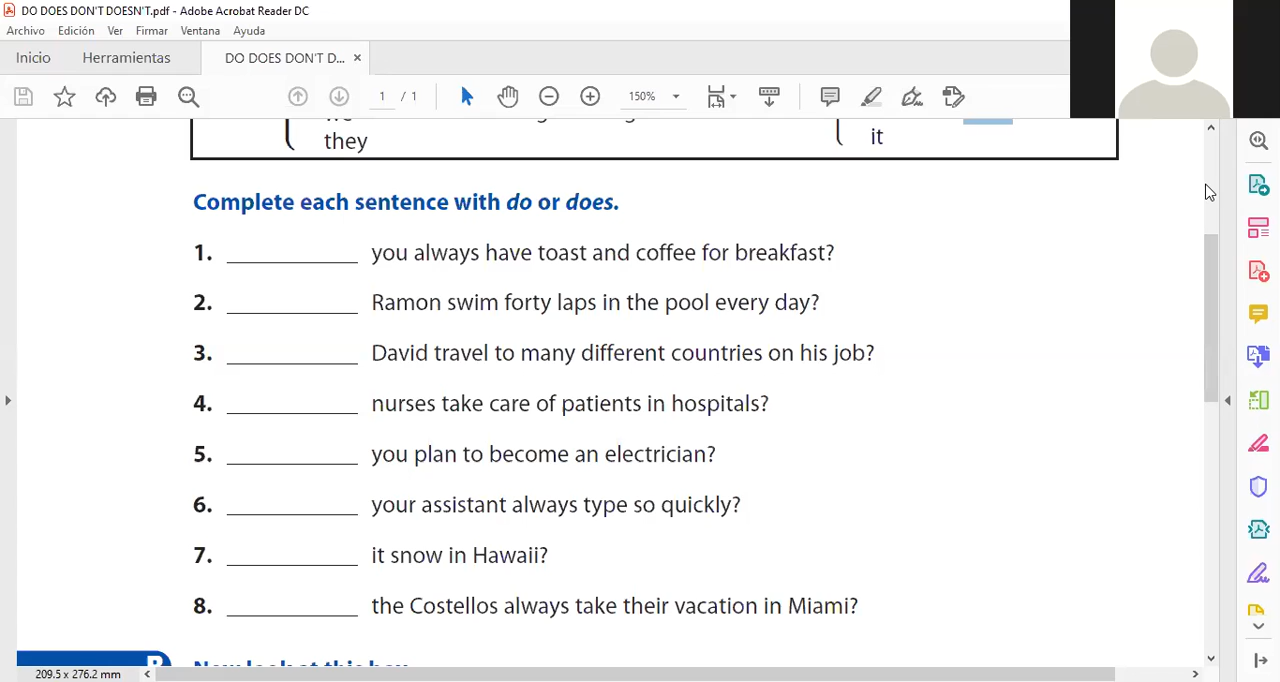 DO DOES DON'T DOESN'T.pdf - Adobe Acrobat Reader DC
Archivo Edición Ver Firmar Ventana Ayuda
Inicio Herramientas DO DOES DON'T D... ×
1 / 1 150%
they it
Complete each sentence with do or does.
1. ____________ you always have toast and coffee for breakfast?
2. ____________ Ramon swim forty laps in the pool every day?
3. ____________ David travel to many different countries on his job?
4. ____________ nurses take care of patients in hospitals?
5. ____________ you plan to become an electrician?
6. ____________ your assistant always type so quickly?
7. ____________ it snow in Hawaii?
8. ____________ the Costellos always take their vacation in Miami?
Now look at this box
209.5 x 276.2 mm